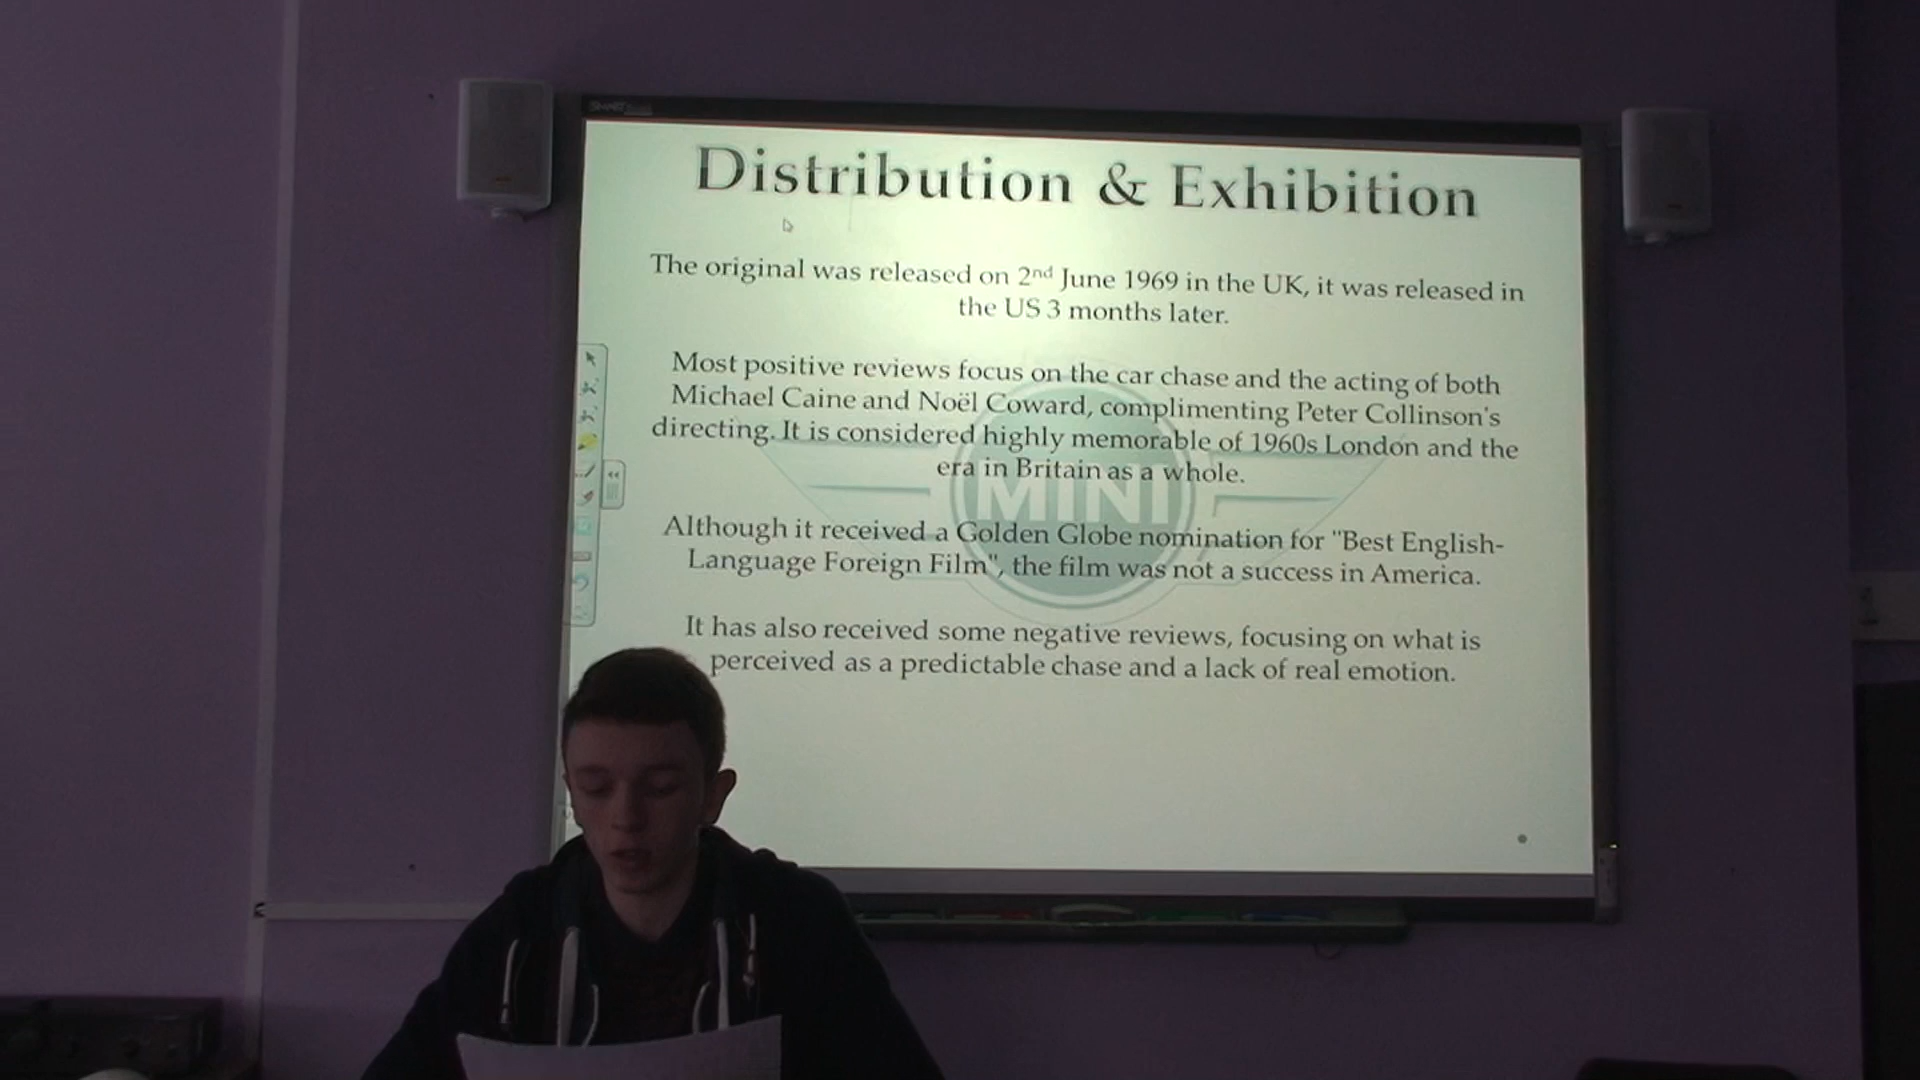 SMART
Distribution & Exhibition
The original was released on 2nd June 1969 in the UK, it was released in
the US 3 months later.
Most positive reviews focus on the car chase and the acting of both
Michael Caine and Noël Coward, complimenting Peter Collinson's
directing. It is considered highly memorable of 1960s London and the
era in Britain as a whole.
MINI
Although it received a Golden Globe nomination for "Best English-
Language Foreign Film", the film was not a success in America.
It has also received some negative reviews, focusing on what is
perceived as a predictable chase and a lack of real emotion.